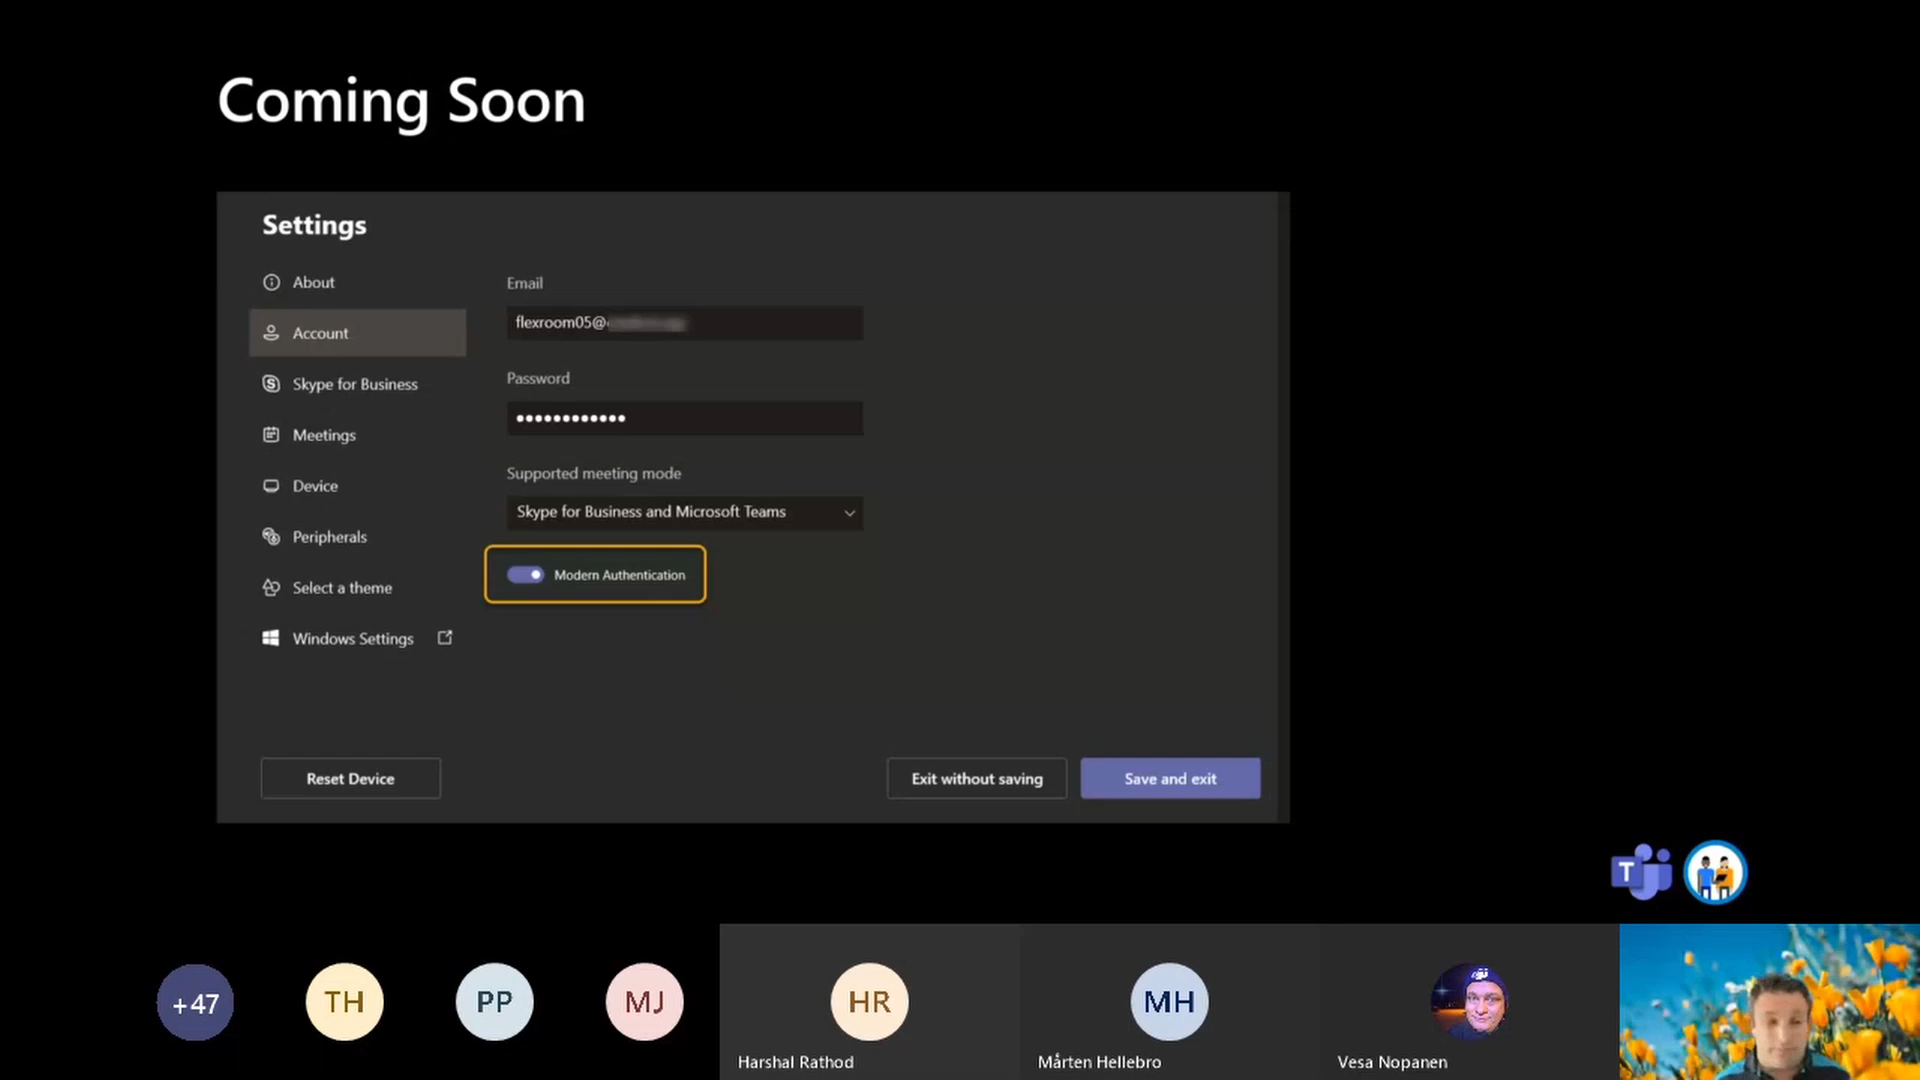 Coming Soon
Settings
About
Account
Skype for Business
Meetings
Device
Peripherals
Select a theme
Windows Settings
Email
flexroom05@
Password
Supported meeting mode
Skype for Business and Microsoft Teams
Modern Authentication
Reset Device
Exit without saving
Save and exit
T
+47
TH
PP
MJ
HR
MH
Harshal Rathod
Mårten Hellebro
Vesa Nopanen